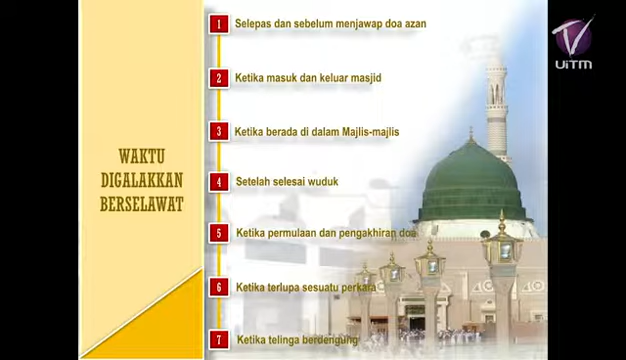 WAKTU
DIGALAKKAN
BERSELAWAT
1 Selepas dan sebelum menjawap doa azan
2 Ketika masuk dan keluar masjid
3 Ketika berada di dalam Majlis-majlis
4 Setelah selesai wuduk
5 Ketika permulaan dan pengakhiran doa
6 Ketika terlupa sesuatu perkara
7 Ketika telinga berdengung
TV
UiTM